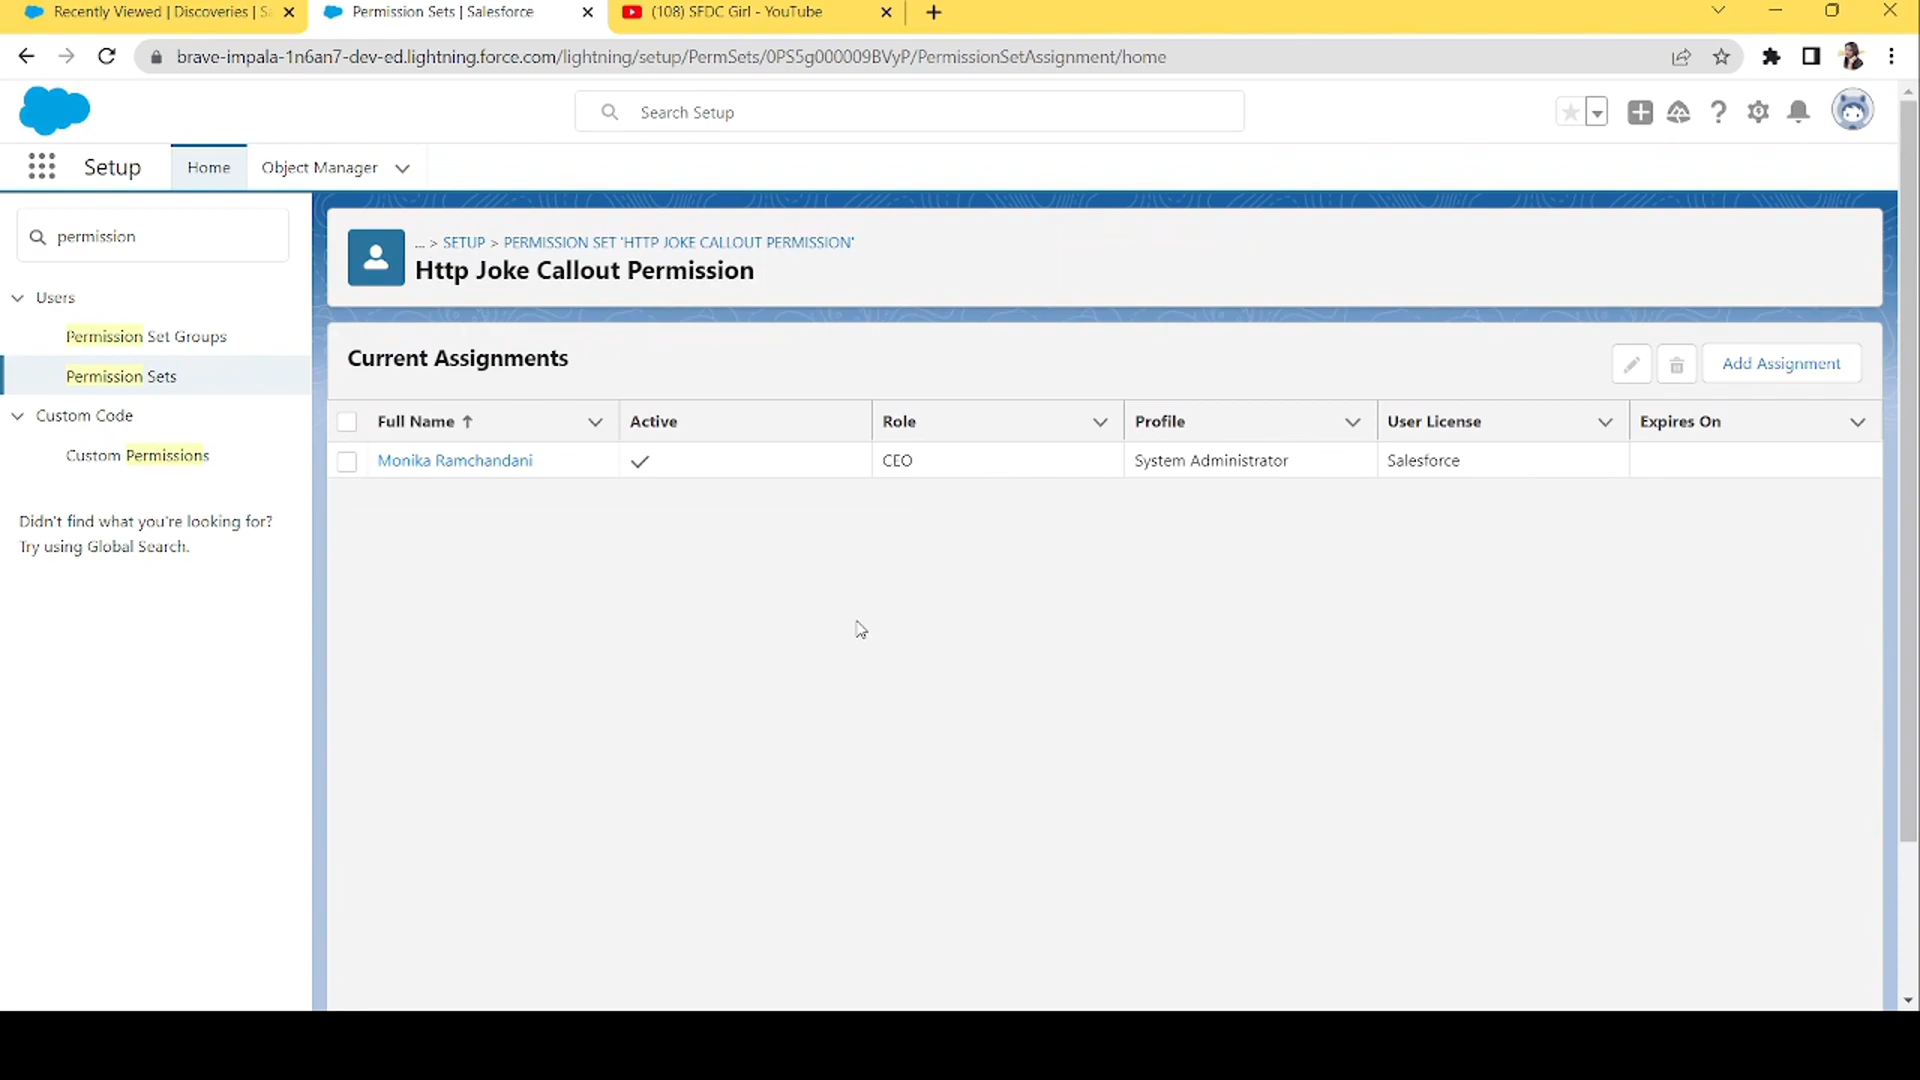 Recently Viewed | Discoveries | S
Permission Sets | Salesforce
(108) SFDC Girl - YouTube
brave-impala-1n6an7-dev-ed.lightning.force.com/lightning/setup/PermSets/0PS5g000009BVyP/PermissionSetAssignment/home
Search Setup
Setup
Home
Object Manager
permission
Users
Permission Set Groups
Permission Sets
Custom Code
Custom Permissions
Didn't find what you're looking for?
Try using Global Search.
... > SETUP > PERMISSION SET 'HTTP JOKE CALLOUT PERMISSION'
Http Joke Callout Permission
Current Assignments
Add Assignment
Full Name Active Role Profile User License Expires On
Monika Ramchandani CEO System Administrator Salesforce